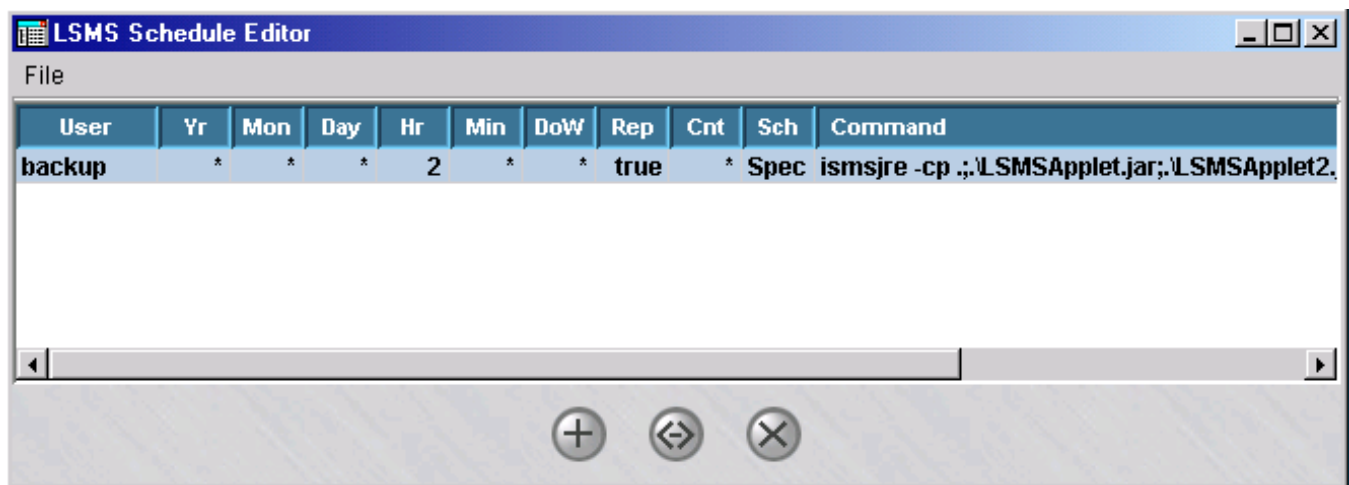 LSMS Schedule Editor
File
User Yr Mon Day Hr Min DoW Rep Cnt Sch Command
backup * * * 2 * * true * Spec ismsjre -cp .;.\LSMSApplet.jar;.\LSMSApplet2.